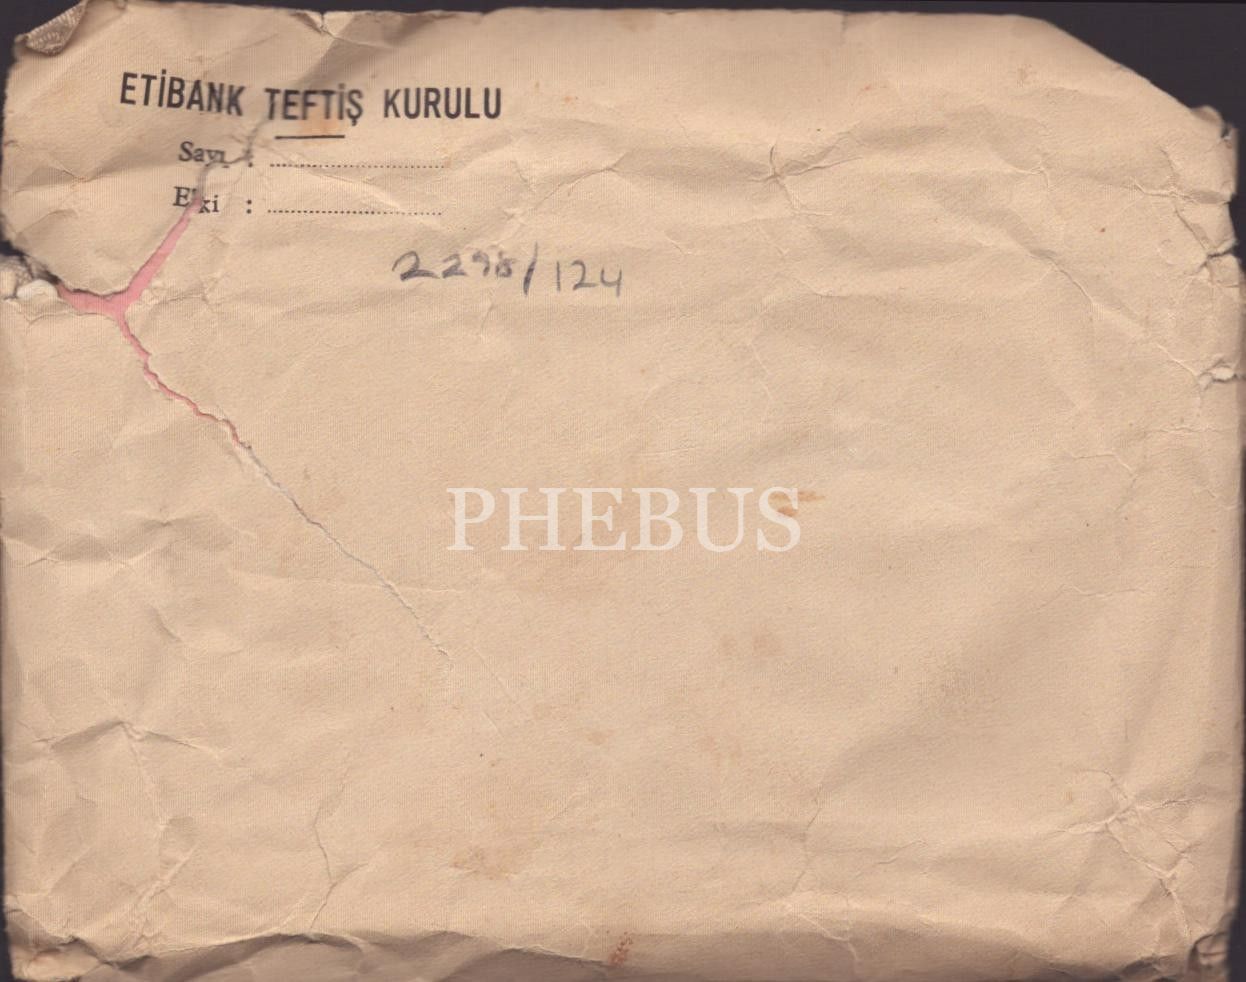 ETİBANK TEFTİŞ KURULU
Sayı : ..............................
Eki : ..............................
2298/124
PHEBUS